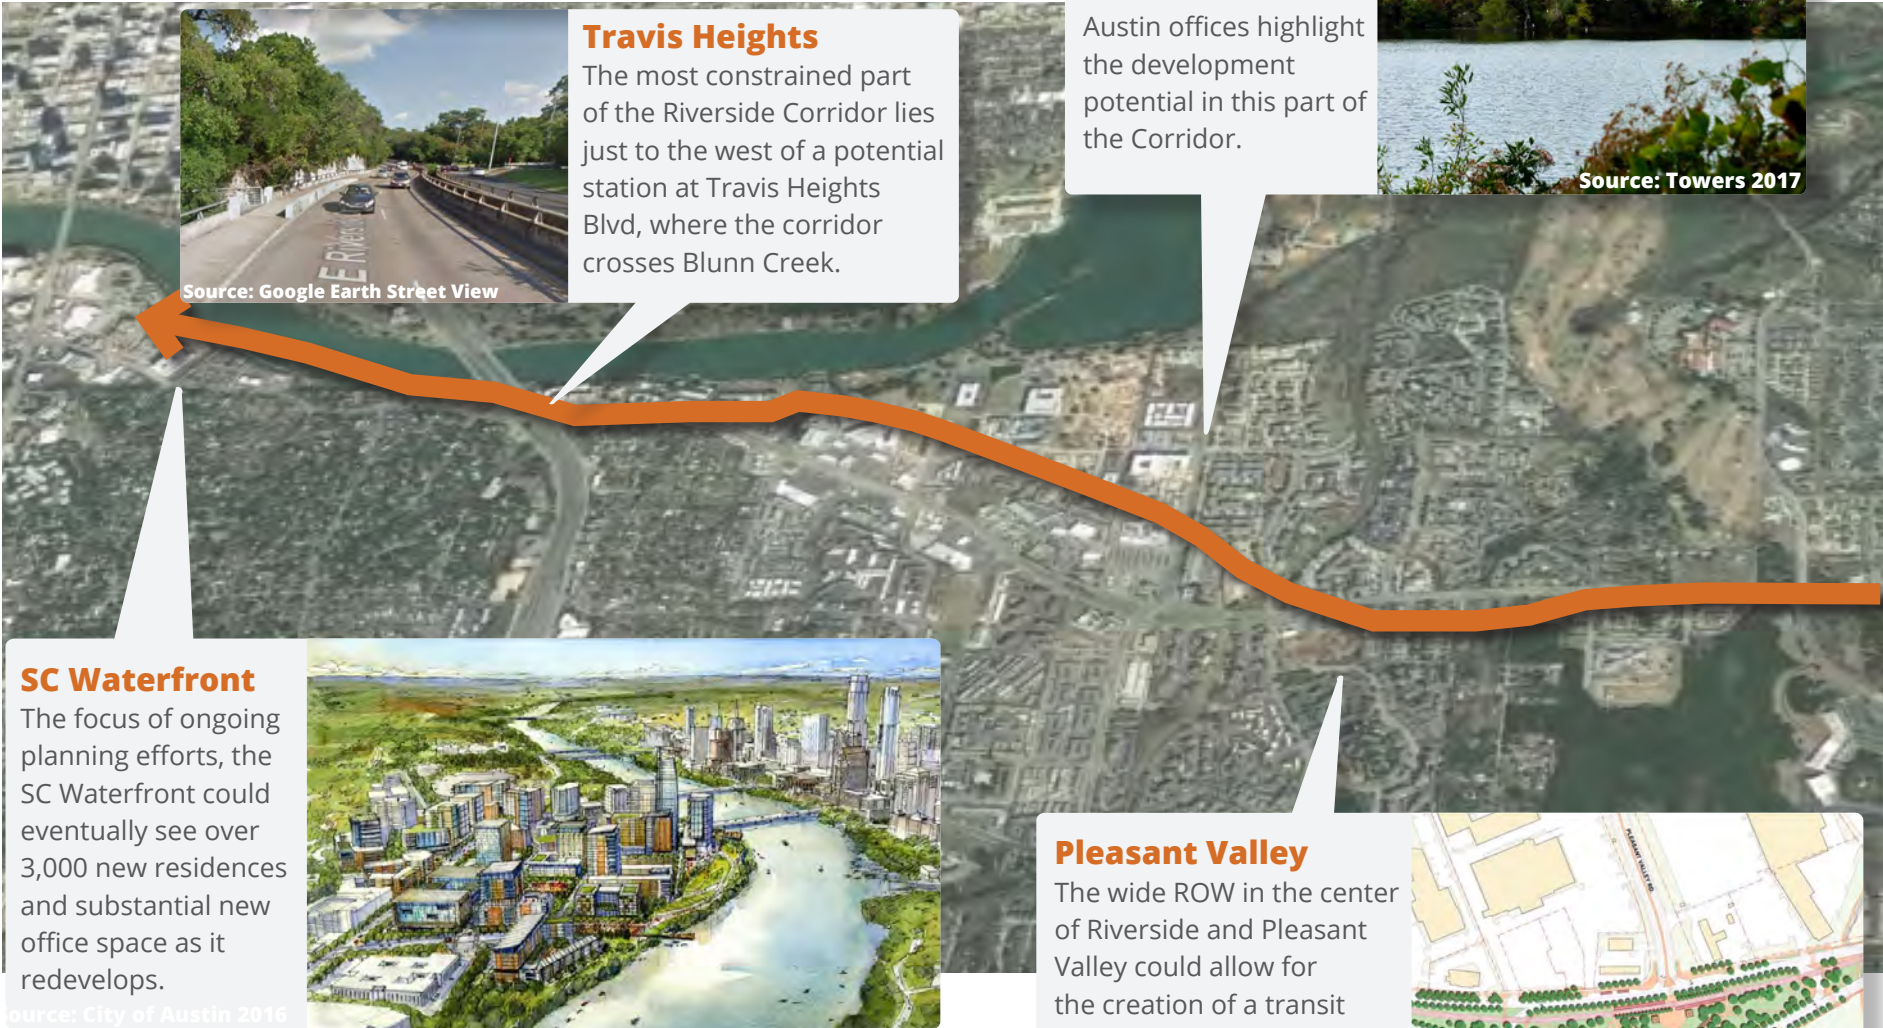 Travis Heights
The most constrained part
of the Riverside Corridor lies
just to the west of a potential
station at Travis Heights
Blvd, where the corridor
crosses Blunn Creek.
E Rivers
Source: Google Earth Street View
Austin offices highlight
the development
potential in this part of
the Corridor.
Source: Towers 2017
SC Waterfront
The focus of ongoing
planning efforts, the
SC Waterfront could
eventually see over
3,000 new residences
and substantial new
office space as it
redevelops.
ource: City of Austin 2016
Pleasant Valley
The wide ROW in the center
of Riverside and Pleasant
Valley could allow for
the creation of a transit
PLEASANT VALLEY RD